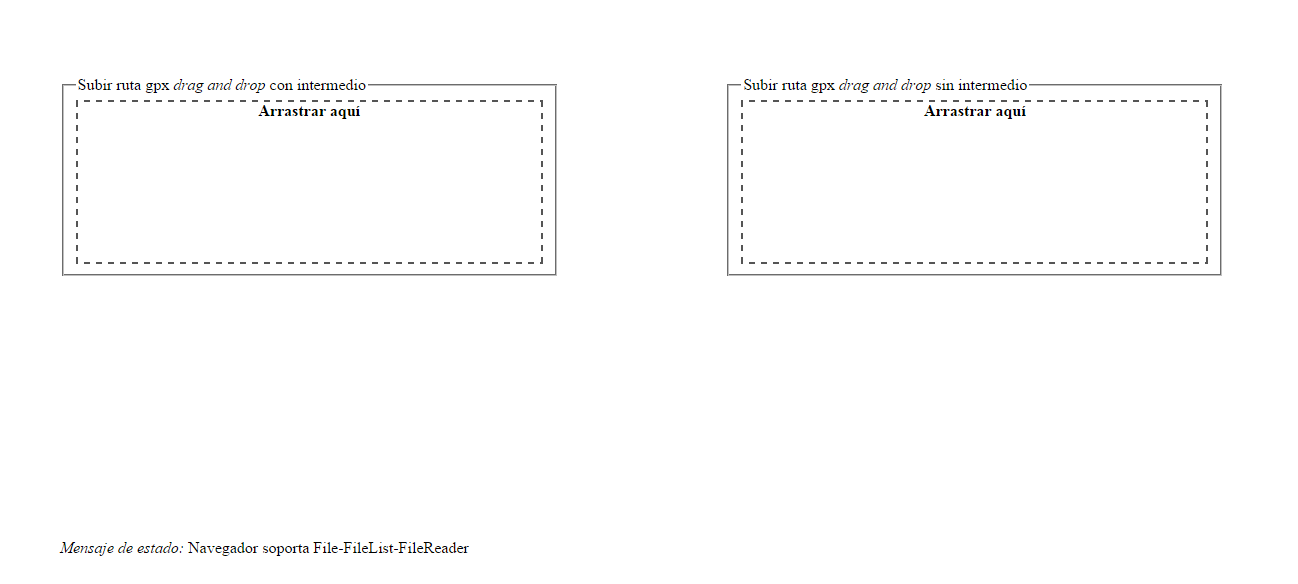 Subir ruta gpx drag and drop con intermedio
Arrastrar aquí
Subir ruta gpx drag and drop sin intermedio
Arrastrar aquí
Mensaje de estado: Navegador soporta File-FileList-FileReader